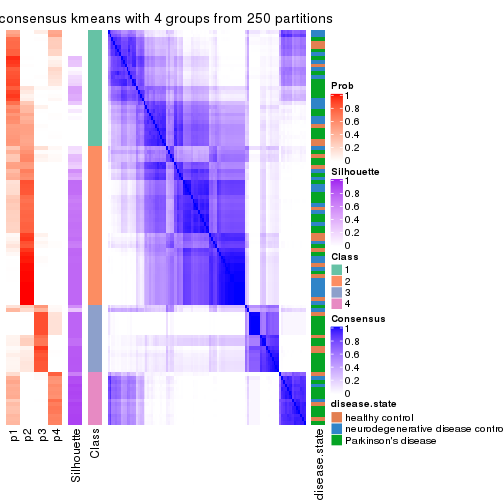 consensus kmeans with 4 groups from 250 partitions
Prob
1
0.8
0.6
0.4
0.2
0
Silhouette
1
0.8
0.6
0.4
0.2
0
Class
1
2
3
4
Consensus
1
0.8
0.6
0.4
0.2
0
disease.state
healthy control
neurodegenerative disease contro
Parkinson's disease
p1
p2
p3
p4
Silhouette
Class
disease.state